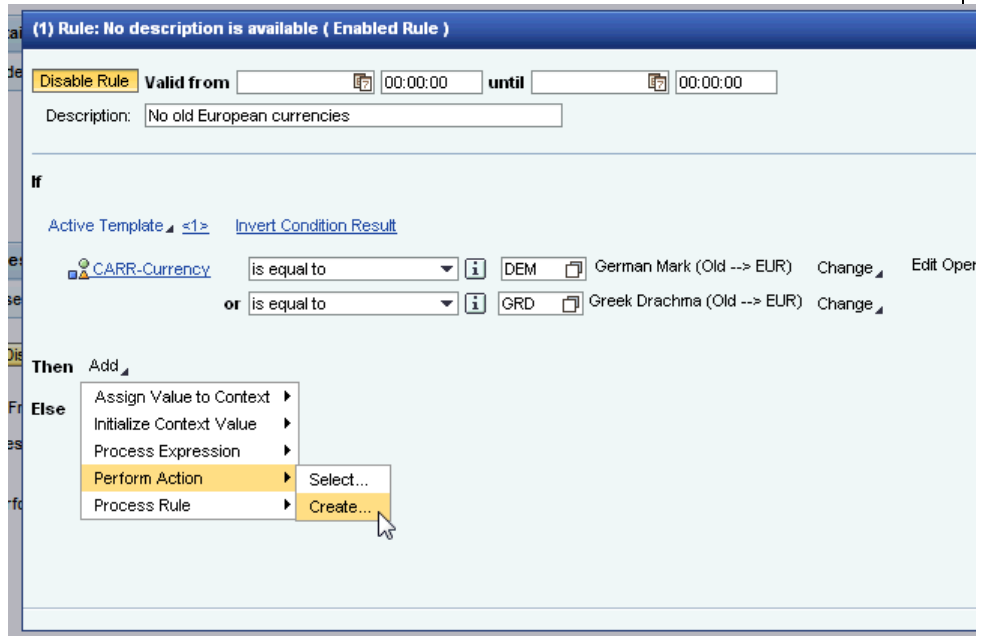 (1) Rule: No description is available ( Enabled Rule )
Disable Rule Valid from 00:00:00 until 00:00:00
Description: No old European currencies
If
Active Template <1> Invert Condition Result
CARR-Currency is equal to DEM German Mark (Old --> EUR) Change Edit Oper
or is equal to GRD Greek Drachma (Old --> EUR) Change
Then Add
Assign Value to Context
Else
Initialize Context Value
Process Expression
Perform Action Select...
Process Rule Create...